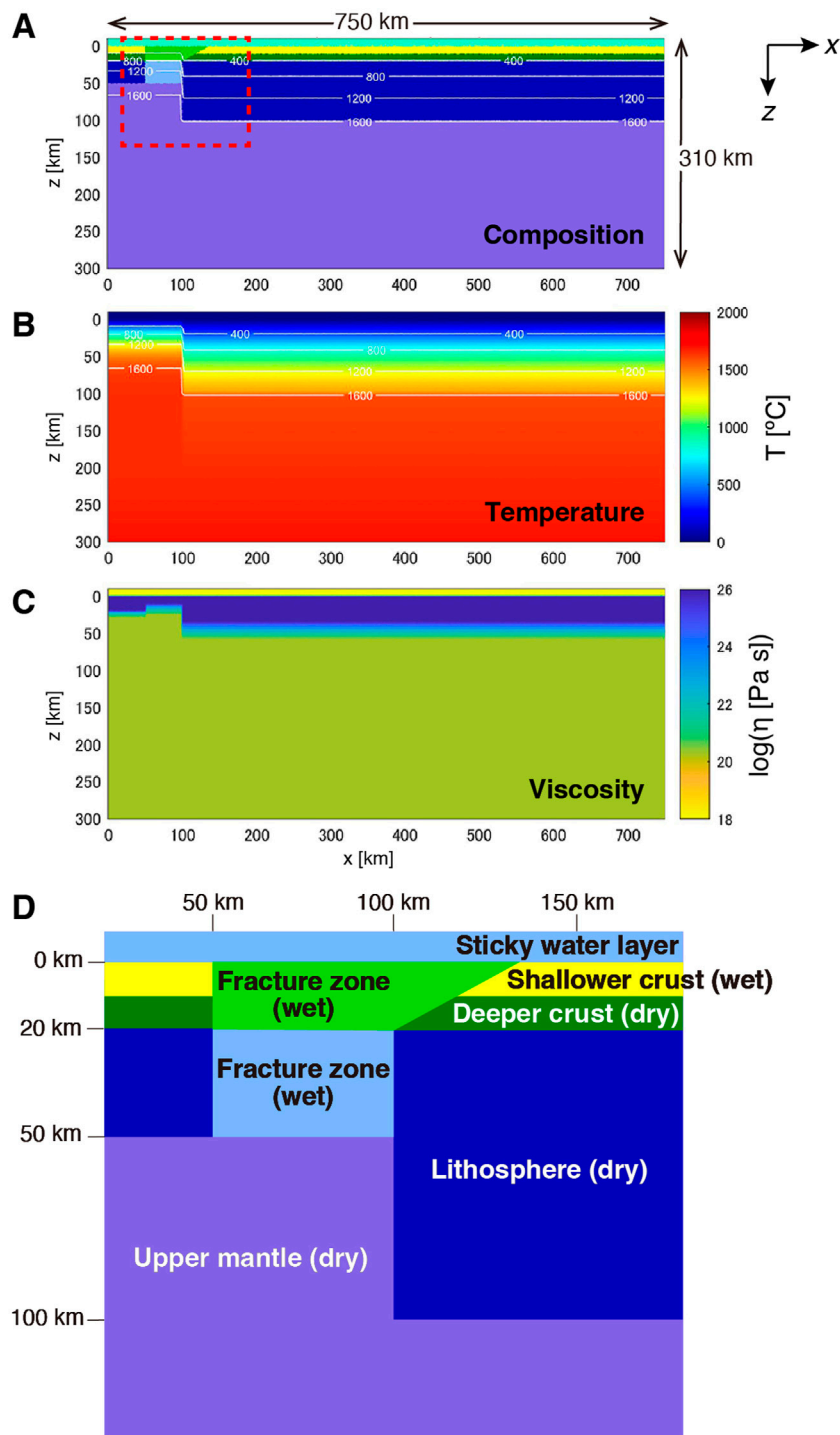 A
750 km
x
z
0
50
100
150
200
250
300
z [km]
800
1200
1600
400
400
800
1200
1200
1600
1600
310 km
Composition
0
100
200
300
400
500
600
700
B
0
50
100
150
200
250
300
z [km]
800
1200
1600
400
400
800
1200
1200
1600
1600
Temperature
0
100
200
300
400
500
600
700
2000
1500
1000
500
0
T [ºC]
C
0
50
100
150
200
250
300
z [km]
Viscosity
0
100
200
300
400
500
600
700
x [km]
26
24
22
20
18
log(η [Pa s])
D
50 km
100 km
150 km
Sticky water layer
0 km
Fracture zone
(wet)
Shallower crust (wet)
Deeper crust (dry)
20 km
Fracture zone
(wet)
50 km
Lithosphere (dry)
Upper mantle (dry)
100 km